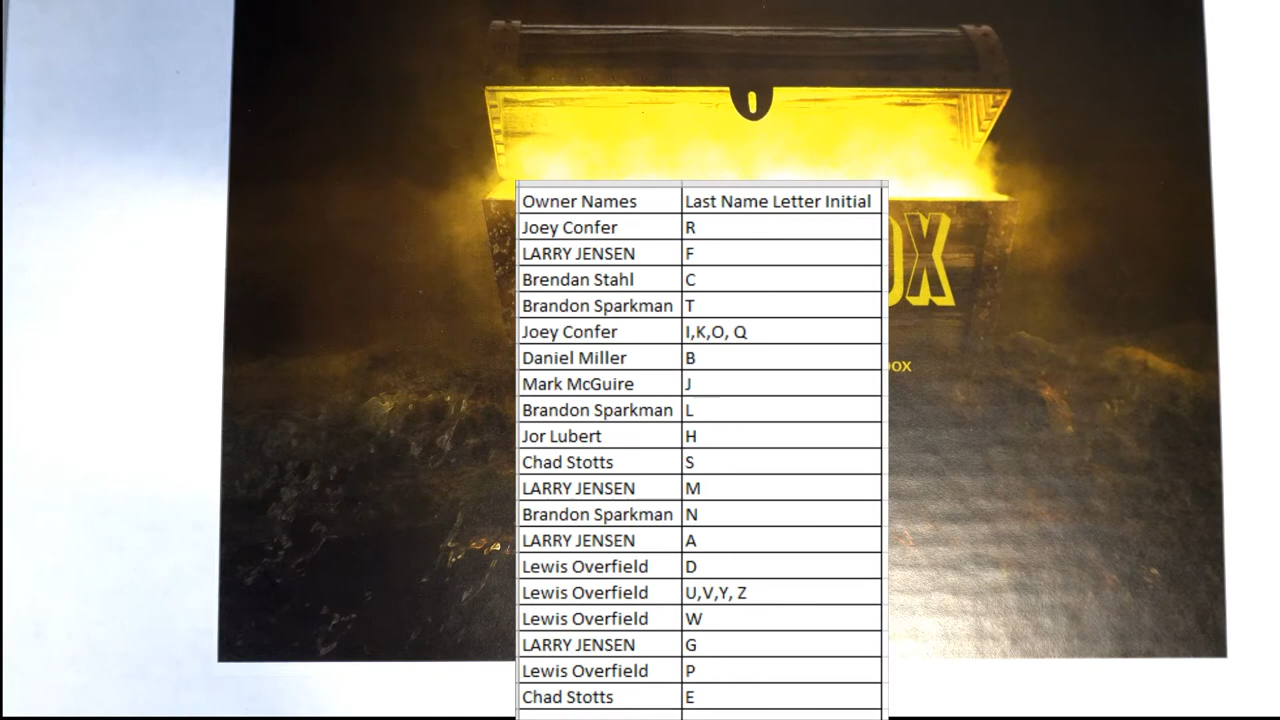 Owner Names Last Name Letter Initial
Joey Confer R
LARRY JENSEN F
Brendan Stahl C
Brandon Sparkman T
Joey Confer I,K,O, Q
Daniel Miller B
Mark McGuire J
Brandon Sparkman L
Jor Lubert H
Chad Stotts S
LARRY JENSEN M
Brandon Sparkman N
LARRY JENSEN A
Lewis Overfield D
Lewis Overfield U,V,Y, Z
Lewis Overfield W
LARRY JENSEN G
Lewis Overfield P
Chad Stotts E
OX
OX